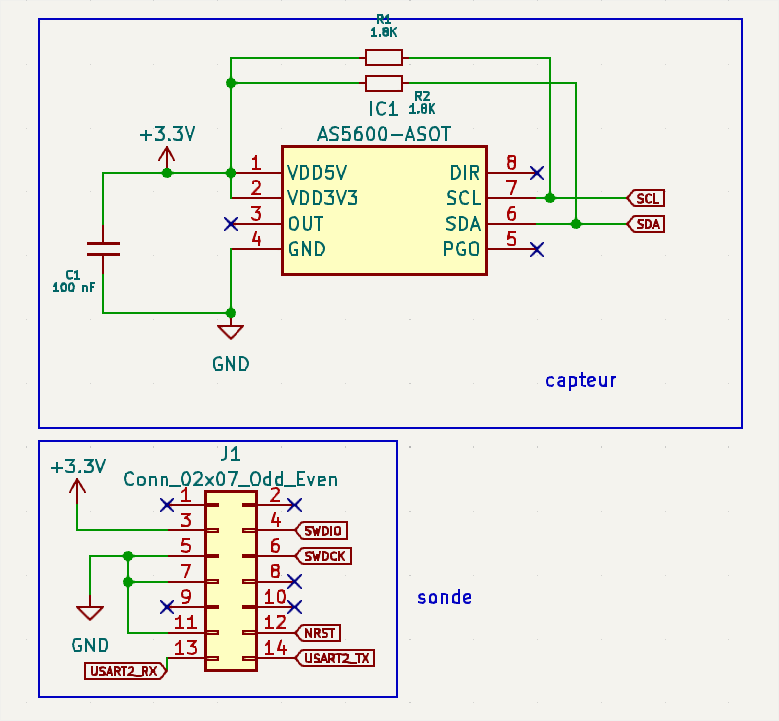 R1
1.8K
R2
1.8K
IC1
AS5600-ASOT
+3.3V
1
VDD5V
DIR
8
2
VDD3V3
SCL
7
SCL
3
OUT
SDA
6
SDA
4
GND
PGO
5
C1
100 nF
GND
capteur
J1
Conn_02x07_Odd_Even
+3.3V
1
2
3
4
SWDIO
5
6
SWDCK
7
8
9
10
11
12
NRST
13
14
USART2_RX
USART2_TX
GND
sonde